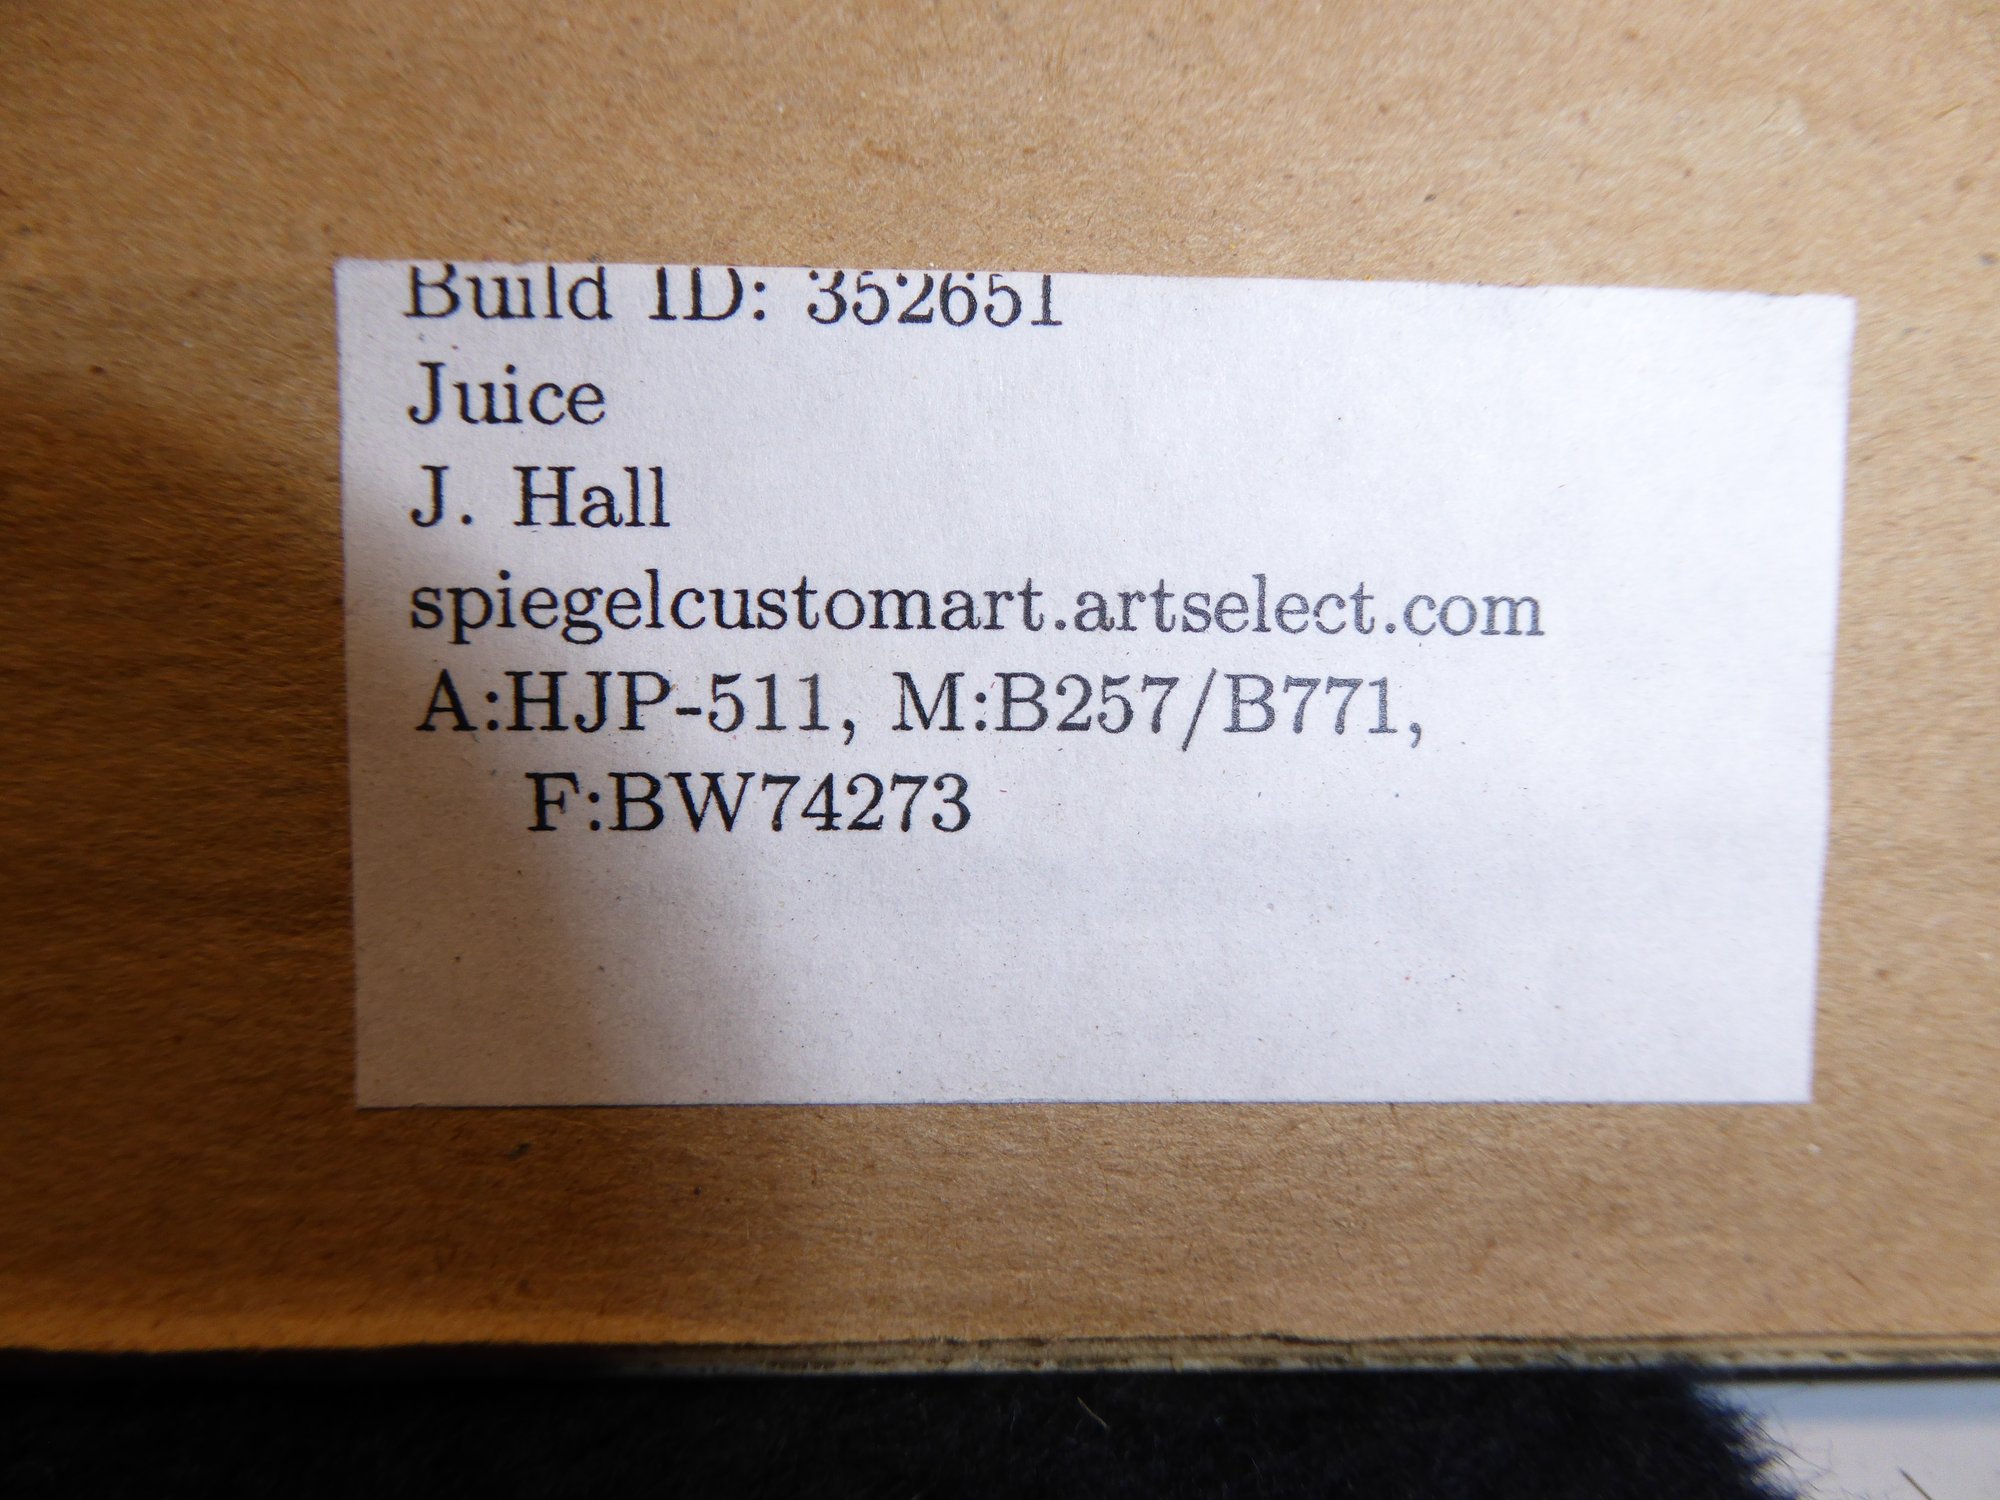 Build ID: 352651
Juice
J. Hall
spiegelcustomart.artselect.com
A:HJP-511, M:B257/B771,
F:BW74273